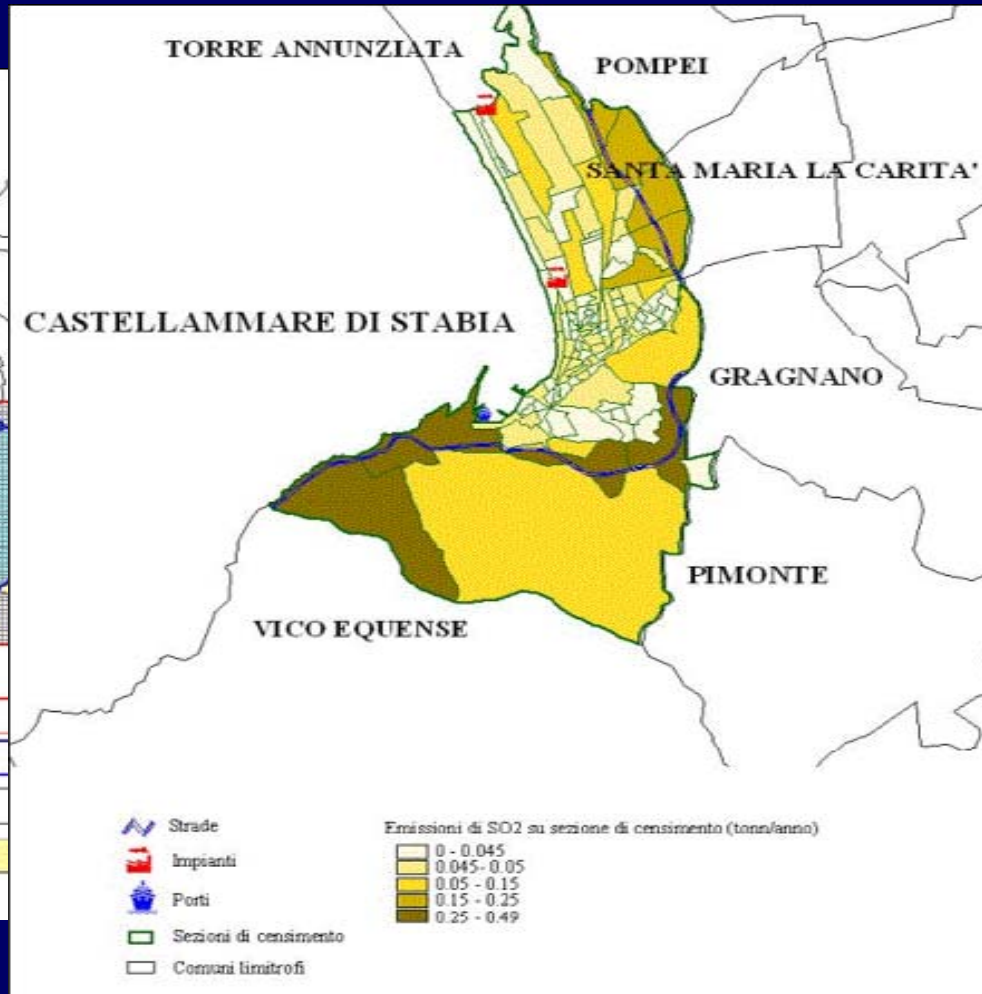 TORRE ANNUNZIATA
POMPEI
SANTA MARIA LA CARITA'
CASTELLAMMARE DI STABIA
GRAGNANO
PIMONTE
VICO EQUENSE
Strade
Impianti
Porti
Sezioni di censimento
Comuni limitrofi
Emissioni di SO2 su sezione di censimento (tonn/anno)
0 - 0.045
0.045- 0.05
0.05 - 0.15
0.15 - 0.25
0.25 - 0.49